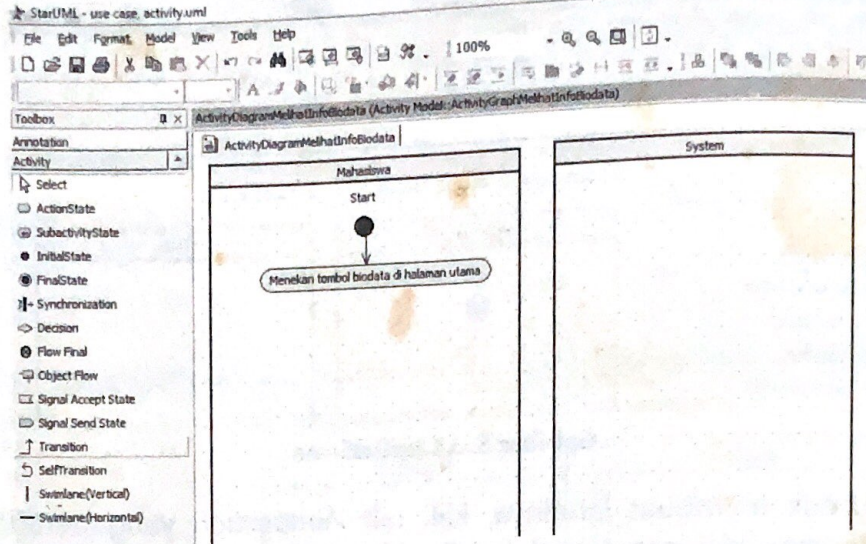 StarUML - use case, activity.uml
File Edit Format Model View Tools Help
100%
Toolbox
Annotation
Activity
Select
ActionState
SubactivityState
InitialState
FinalState
Synchronization
Decision
Flow Final
Object Flow
Signal Accept State
Signal Send State
Transition
SelfTransition
Swimlane(Vertical)
Swimlane(Horizontal)
ActivityDiagramMelihatInfoBiodata (Activity Model::ActivityGraphMelihatInfoBiodata)
ActivityDiagramMelihatInfoBiodata
Mahasiswa
Start
Menekan tombol biodata di halaman utama
System